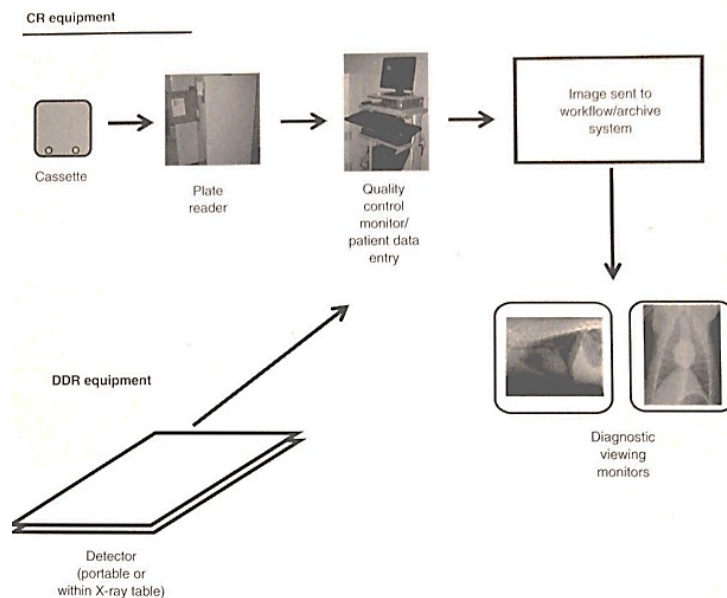 CR equipment
Image sent to
workflow/archive
system
Cassette
Plate
reader
Quality
control
monitor/
patient data
entry
DDR equipment
Diagnostic
viewing
monitors
Detector
(portable or
within X-ray table)